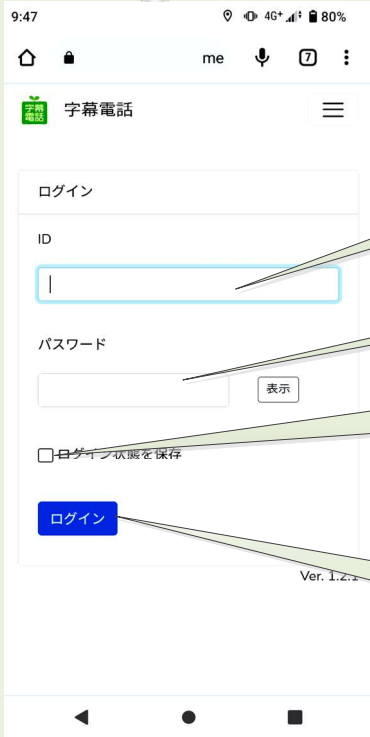 9:47 4G+ 80%
me 7
字幕電話 字幕電話
ログイン
ID
パスワード
表示
ログイン状態を保存
ログイン
Ver. 1.2.1